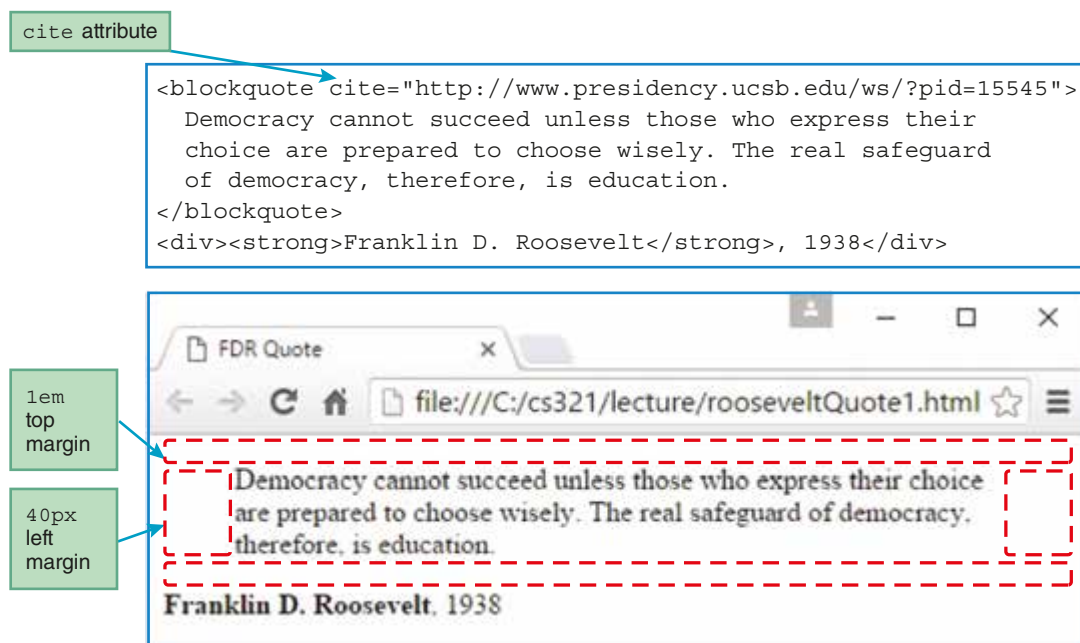 cite attribute
<blockquote cite="http://www.presidency.ucsb.edu/ws/?pid=15545">
Democracy cannot succeed unless those who express their
choice are prepared to choose wisely. The real safeguard
of democracy, therefore, is education.
</blockquote>
<div><strong>Franklin D. Roosevelt</strong>, 1938</div>
FDR Quote
file:///C:/cs321/lecture/rooseveltQuote1.html
1em
top
margin
Democracy cannot succeed unless those who express their choice
are prepared to choose wisely. The real safeguard of democracy,
therefore, is education.
40px
left
margin
Franklin D. Roosevelt, 1938